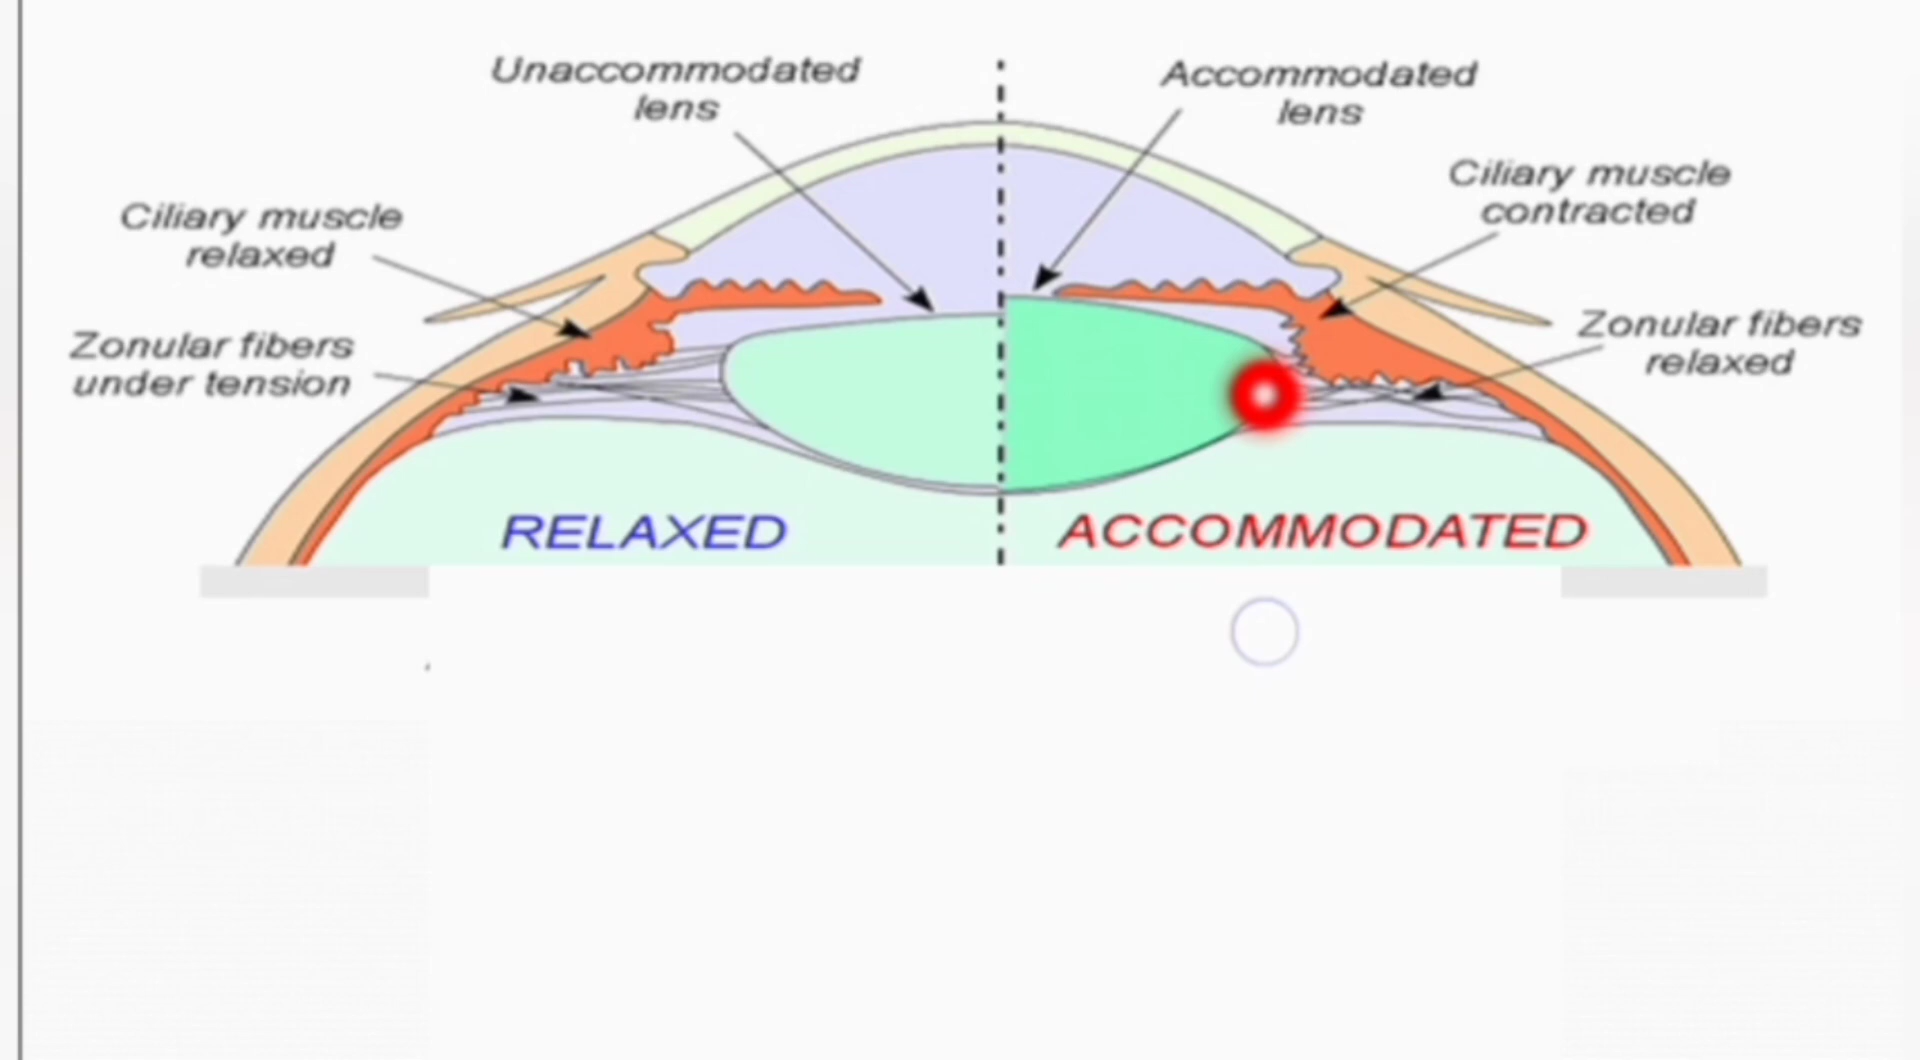 Unaccommodated
lens
Accommodated
lens
Ciliary muscle
relaxed
Ciliary muscle
contracted
Zonular fibers
under tension
Zonular fibers
relaxed
RELAXED
ACCOMMODATED